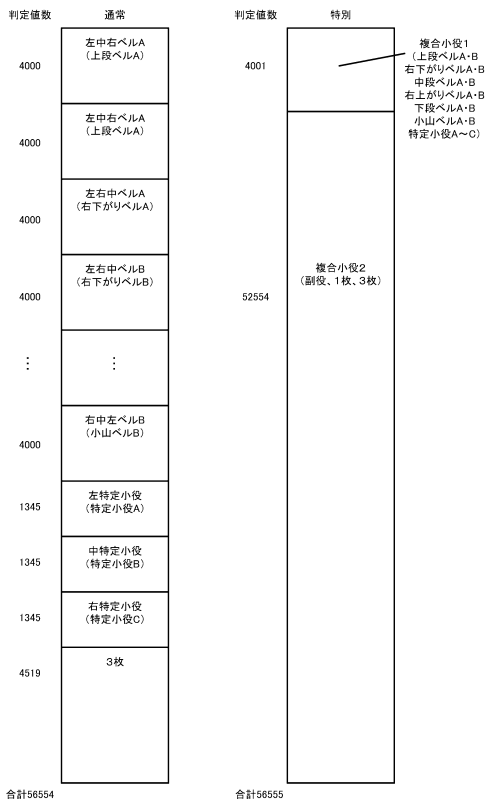 判定値数
通常
4000
左中右ベルA
(上段ベルA)
4000
左中右ベルA
(上段ベルA)
4000
左右中ベルA
(右下がりベルA)
4000
左右中ベルB
(右下がりベルB)
⋮
⋮
4000
右中左ベルB
(小山ベルB)
1345
左特定小役
(特定小役A)
1345
中特定小役
(特定小役B)
1345
右特定小役
(特定小役C)
4519
3枚
合計56554
判定値数
特別
4001
複合小役1
(上段ベルA・B
右下がりベルA・B
中段ベルA・B
右上がりベルA・B
下段ベルA・B
小山ベルA・B
特定小役A~C)
52554
複合小役2
(副役、1枚、3枚)
合計56555